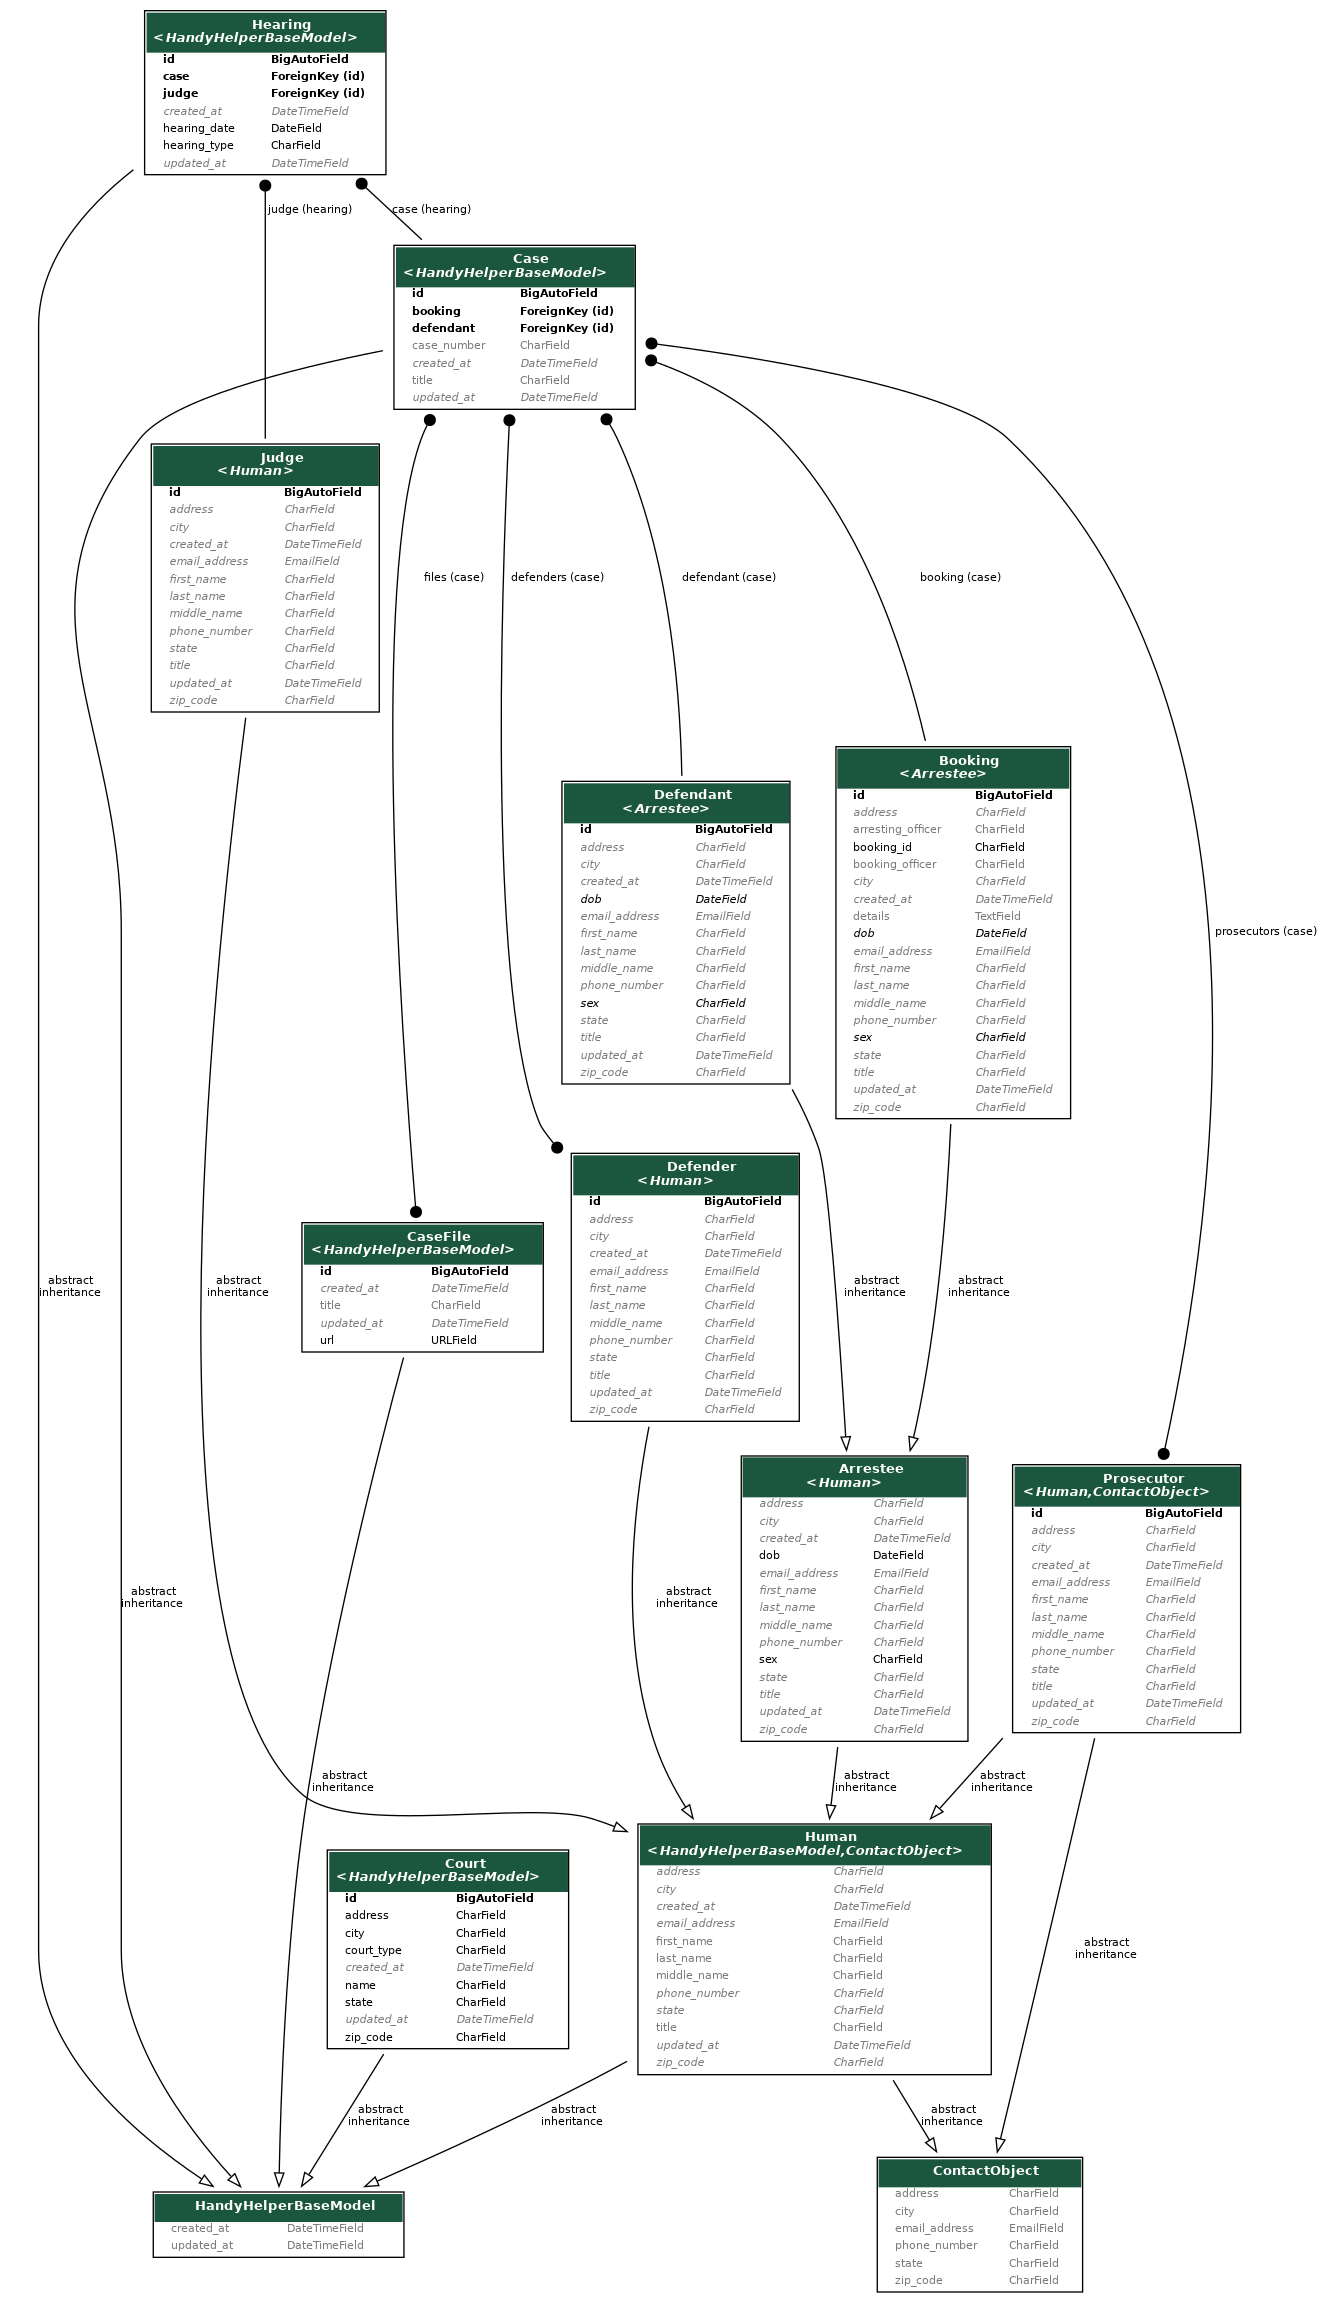 Hearing
<HandyHelperBaseModel>
id BigAutoField
case ForeignKey (id)
judge ForeignKey (id)
created_at DateTimeField
hearing_date DateField
hearing_type CharField
updated_at DateTimeField
judge (hearing)
case (hearing)
Case
<HandyHelperBaseModel>
id BigAutoField
booking ForeignKey (id)
defendant ForeignKey (id)
case_number CharField
created_at DateTimeField
title CharField
updated_at DateTimeField
Judge
<Human>
id BigAutoField
address CharField
city CharField
created_at DateTimeField
email_address EmailField
first_name CharField
last_name CharField
middle_name CharField
phone_number CharField
state CharField
title CharField
updated_at DateTimeField
zip_code CharField
files (case)
defenders (case)
defendant (case)
booking (case)
Defendant
<Arrestee>
id BigAutoField
address CharField
city CharField
created_at DateTimeField
dob DateField
email_address EmailField
first_name CharField
last_name CharField
middle_name CharField
phone_number CharField
sex CharField
state CharField
title CharField
updated_at DateTimeField
zip_code CharField
Booking
<Arrestee>
id BigAutoField
address CharField
arresting_officer CharField
booking_id CharField
booking_officer CharField
city CharField
created_at DateTimeField
details TextField
dob DateField
email_address EmailField
first_name CharField
last_name CharField
middle_name CharField
phone_number CharField
sex CharField
state CharField
title CharField
updated_at DateTimeField
zip_code CharField
prosecutors (case)
Defender
<Human>
id BigAutoField
address CharField
city CharField
created_at DateTimeField
email_address EmailField
first_name CharField
last_name CharField
middle_name CharField
phone_number CharField
state CharField
title CharField
updated_at DateTimeField
zip_code CharField
CaseFile
<HandyHelperBaseModel>
id BigAutoField
created_at DateTimeField
title CharField
updated_at DateTimeField
url URLField
abstract
inheritance
abstract
inheritance
abstract
inheritance
abstract
inheritance
Arrestee
<Human>
address CharField
city CharField
created_at DateTimeField
dob DateField
email_address EmailField
first_name CharField
last_name CharField
middle_name CharField
phone_number CharField
sex CharField
state CharField
title CharField
updated_at DateTimeField
zip_code CharField
Prosecutor
<Human,ContactObject>
id BigAutoField
address CharField
city CharField
created_at DateTimeField
email_address EmailField
first_name CharField
last_name CharField
middle_name CharField
phone_number CharField
state CharField
title CharField
updated_at DateTimeField
zip_code CharField
abstract
inheritance
abstract
inheritance
abstract
inheritance
abstract
inheritance
abstract
inheritance
Human
<HandyHelperBaseModel,ContactObject>
address CharField
city CharField
created_at DateTimeField
email_address EmailField
first_name CharField
last_name CharField
middle_name CharField
phone_number CharField
state CharField
title CharField
updated_at DateTimeField
zip_code CharField
Court
<HandyHelperBaseModel>
id BigAutoField
address CharField
city CharField
court_type CharField
created_at DateTimeField
name CharField
state CharField
updated_at DateTimeField
zip_code CharField
abstract
inheritance
abstract
inheritance
abstract
inheritance
abstract
inheritance
HandyHelperBaseModel
created_at DateTimeField
updated_at DateTimeField
ContactObject
address CharField
city CharField
email_address EmailField
phone_number CharField
state CharField
zip_code CharField